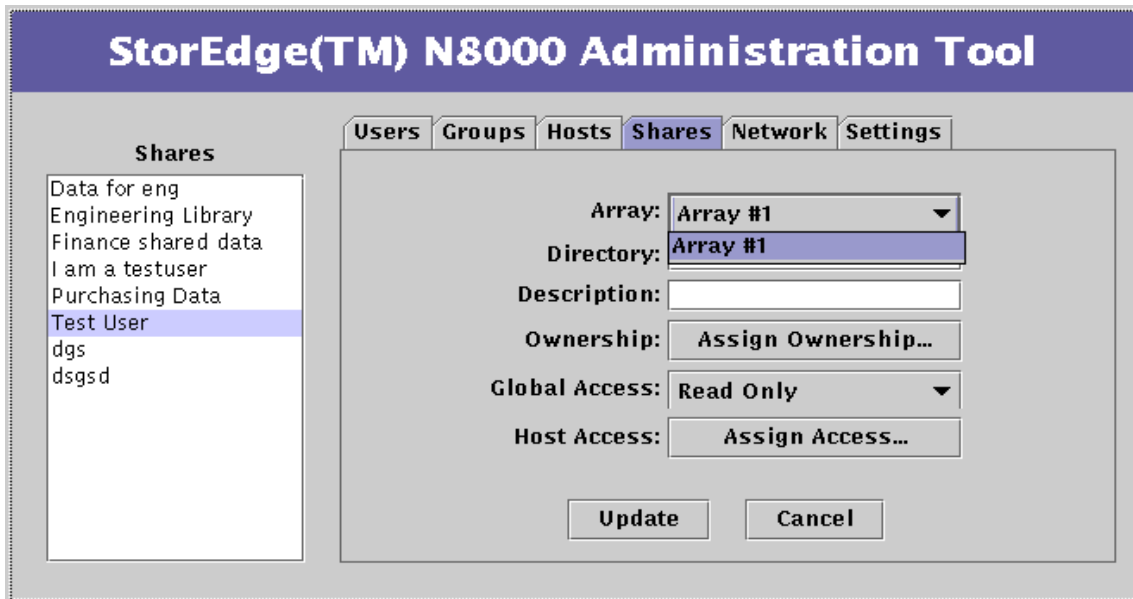 StorEdge(TM) N8000 Administration Tool
Users Groups Hosts Shares Network Settings
Shares
Data for eng
Engineering Library
Finance shared data
I am a testuser
Purchasing Data
Test User
dgs
dsgsd
Array: Array #1
Array #1
Directory:
Description:
Ownership: Assign Ownership...
Global Access: Read Only
Host Access: Assign Access...
Update Cancel